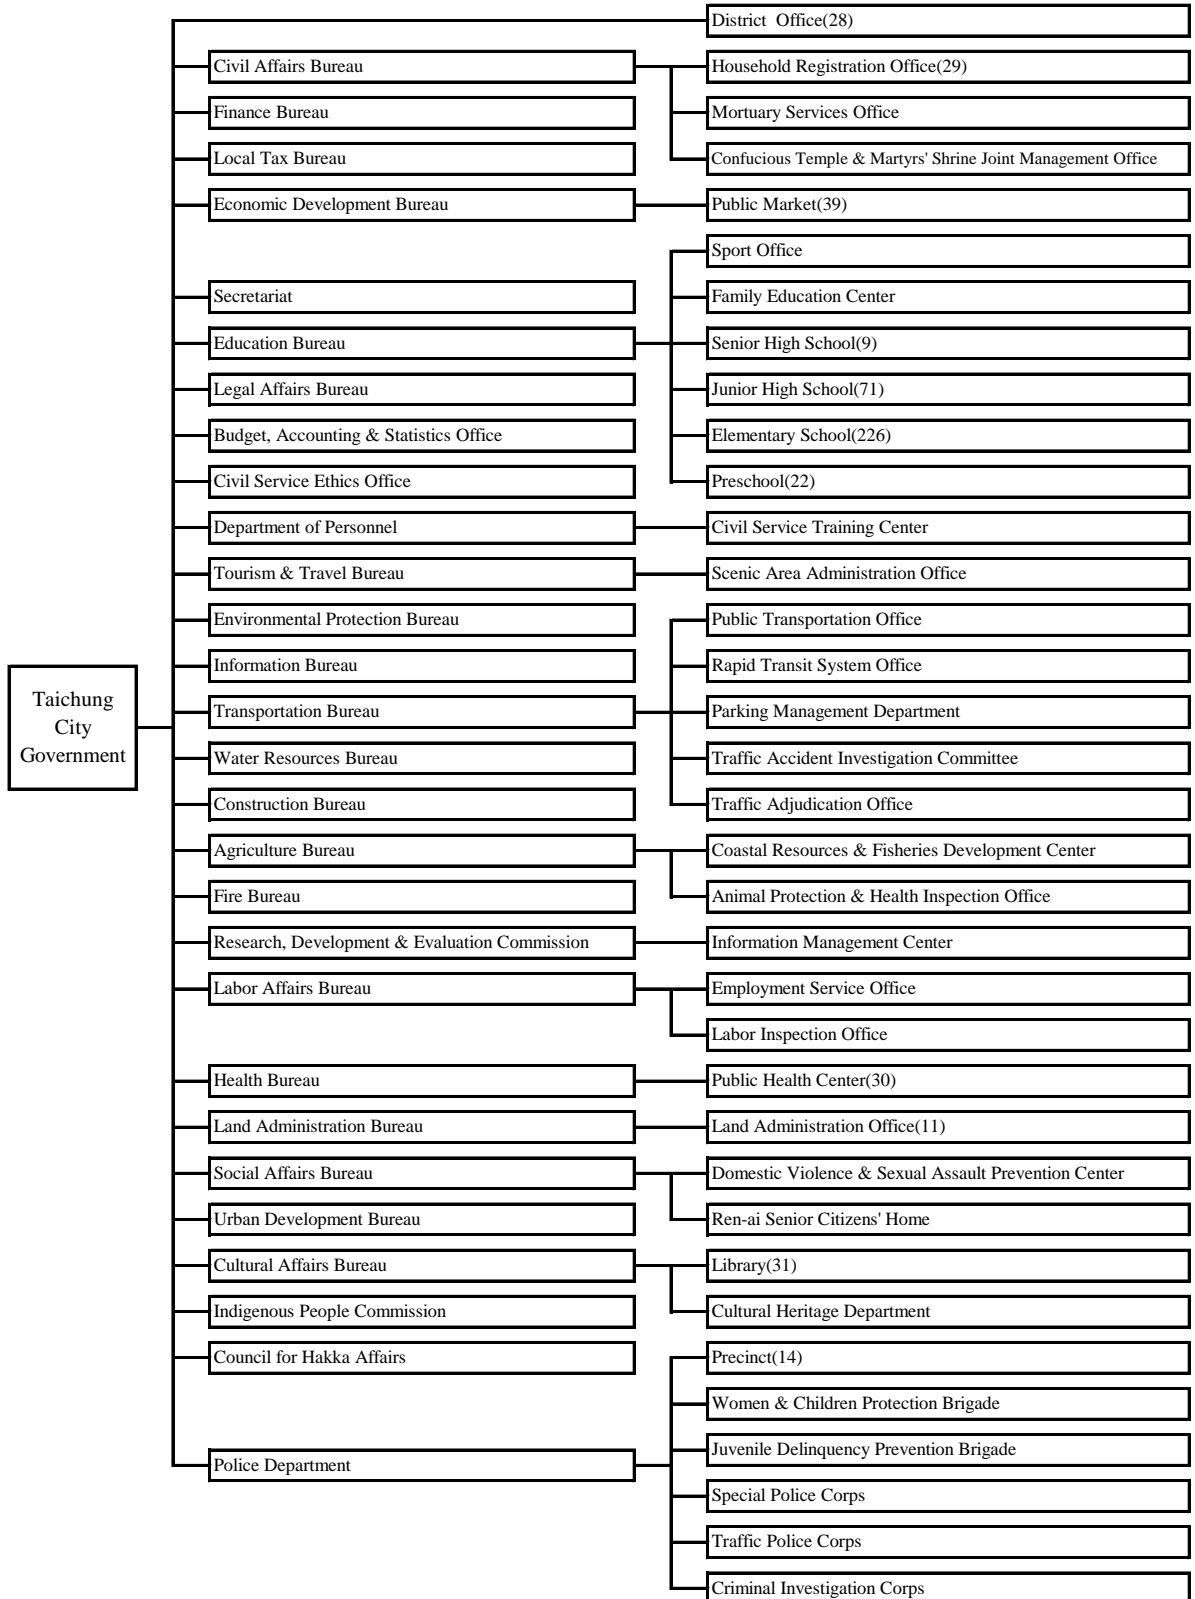 District  Office(28)
Civil Affairs Bureau
Household Registration Office(29)
Finance Bureau
Mortuary Services Office
Local Tax Bureau
Confucious Temple & Martyrs' Shrine Joint Management Office
Economic Development Bureau
Public Market(39)
Sport Office
Secretariat
Family Education Center
Education Bureau
Senior High School(9)
Legal Affairs Bureau
Junior High School(71)
Budget, Accounting & Statistics Office
Elementary School(226)
Civil Service Ethics Office
Preschool(22)
Department of Personnel
Civil Service Training Center
Tourism & Travel Bureau
Scenic Area Administration Office
Environmental Protection Bureau
Public Transportation Office
Information Bureau
Rapid Transit System Office
Taichung
City
Government
Transportation Bureau
Parking Management Department
Water Resources Bureau
Traffic Accident Investigation Committee
Construction Bureau
Traffic Adjudication Office
Agriculture Bureau
Coastal Resources & Fisheries Development Center
Fire Bureau
Animal Protection & Health Inspection Office
Research, Development & Evaluation Commission
Information Management Center
Labor Affairs Bureau
Employment Service Office
Labor Inspection Office
Health Bureau
Public Health Center(30)
Land Administration Bureau
Land Administration Office(11)
Social Affairs Bureau
Domestic Violence & Sexual Assault Prevention Center
Urban Development Bureau
Ren-ai Senior Citizens' Home
Cultural Affairs Bureau
Library(31)
Indigenous People Commission
Cultural Heritage Department
Council for Hakka Affairs
Precinct(14)
Women & Children Protection Brigade
Juvenile Delinquency Prevention Brigade
Police Department
Special Police Corps
Traffic Police Corps
Criminal Investigation Corps